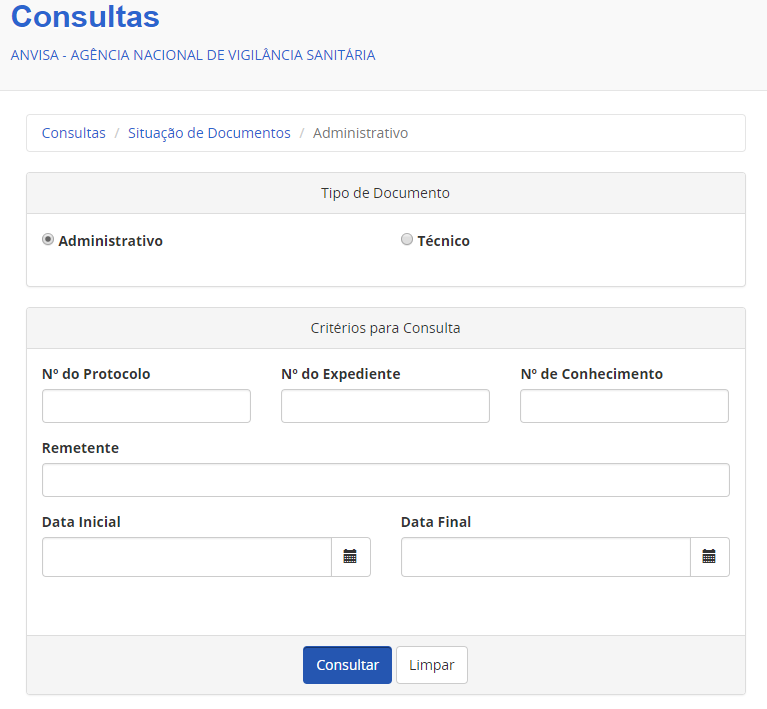 Consultas
ANVISA - AGÊNCIA NACIONAL DE VIGILÂNCIA SANITÁRIA
Consultas / Situação de Documentos / Administrativo
Tipo de Documento
Administrativo Técnico
Critérios para Consulta
Nº do Protocolo Nº do Expediente Nº de Conhecimento
Remetente
Data Inicial Data Final
Consultar Limpar